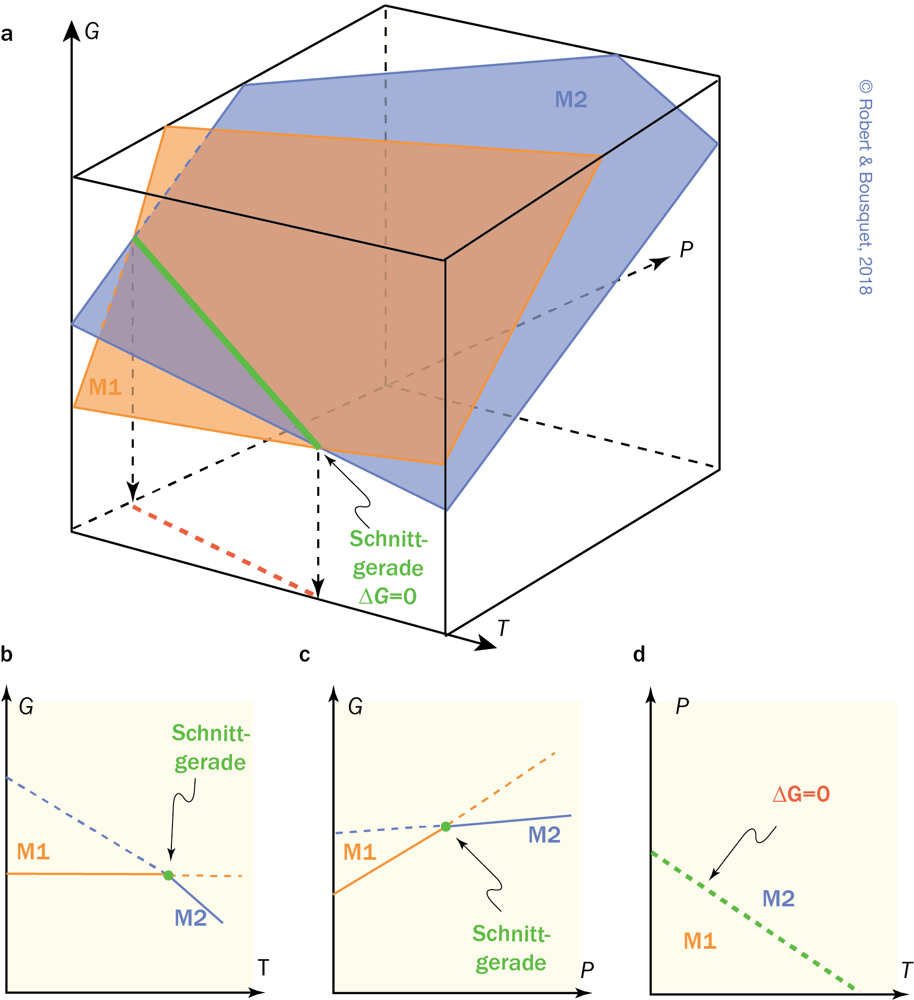 a
G
M2
© Robert & Bousquet, 2018
P
M1
Schnitt-
gerade
ΔG=0
T
b
c
d
G
Schnitt-
gerade
M1
M2
T
G
M1
M2
Schnitt-
gerade
P
P
ΔG=0
M2
M1
T